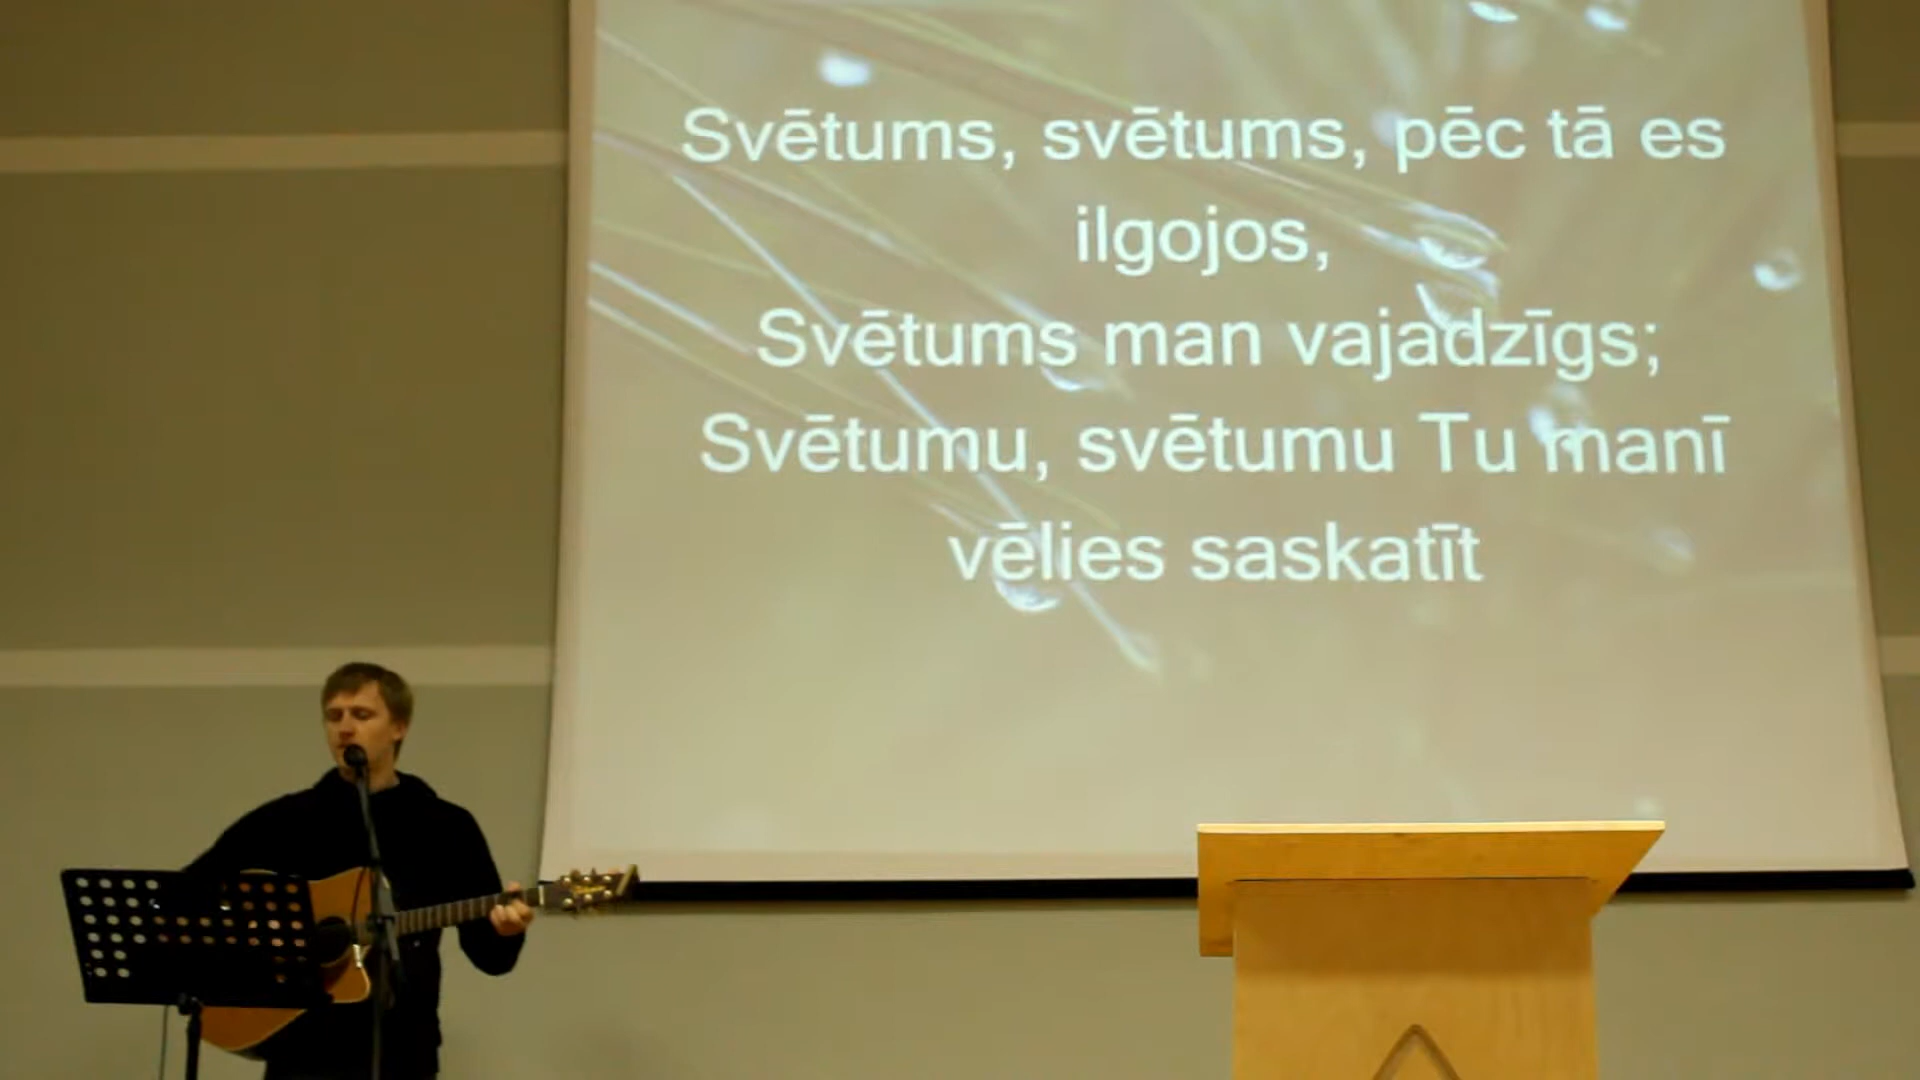 Svētums, svētums, pēc tā es
ilgojos,
Svētums man vajadzīgs;
Svētumu, svētumu Tu manī
vēlies saskatīt